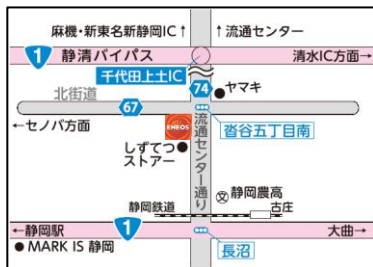 麻機・新東名新静岡IC↑
↑流通センター
1
静清バイパス
清水IC方面→
千代田上土IC
74
ヤマキ
北街道
67
←セノバ方面
ENEOS
沓谷五丁目南
しずてつ
ストアー
流通センター通り
文
静岡農高
静岡鉄道
古庄
←静岡駅
1
大曲→
MARK IS 静岡
長沼